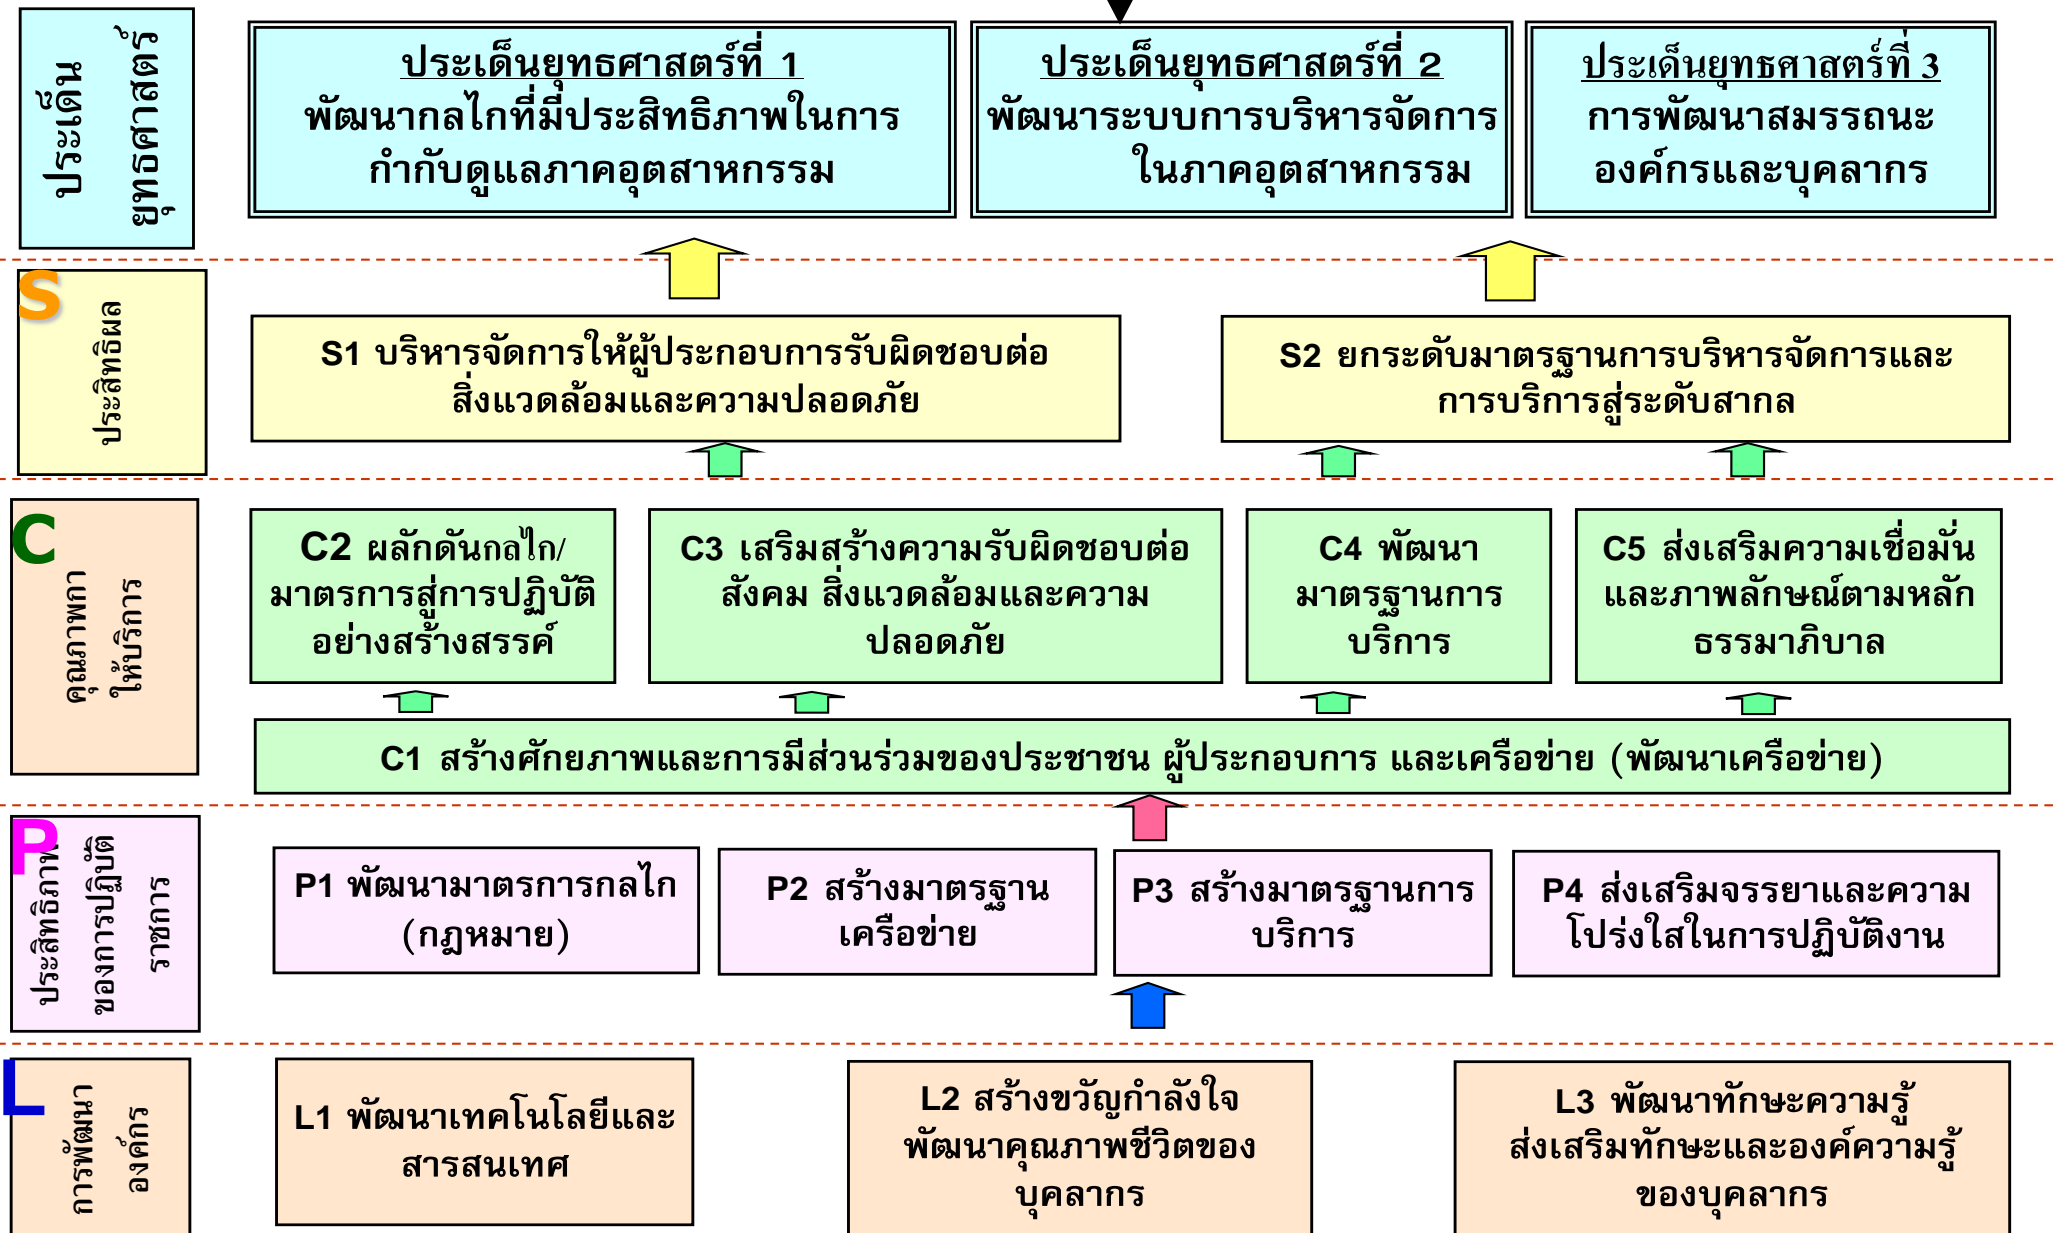 ประเด็น
ยุทธศาสตร์
ประเด็นยุทธศาสตร์ที่ 1
พัฒนากลไกที่มีประสิทธิภาพในการ
กำกับดูแลภาคอุตสาหกรรม
ประเด็นยุทธศาสตร์ที่ 2
พัฒนาระบบการบริหารจัดการ
ในภาคอุตสาหกรรม
ประเด็นยุทธศาสตร์ที่ 3
การพัฒนาสมรรถนะ
องค์กรและบุคลากร
S
ประสิทธิผล
S1 บริหารจัดการให้ผู้ประกอบการรับผิดชอบต่อ
สิ่งแวดล้อมและความปลอดภัย
S2 ยกระดับมาตรฐานการบริหารจัดการและ
การบริการสู่ระดับสากล
C
คุณภาพกา
ให้บริการ
C2 ผลักดันกลไก/
มาตรการสู่การปฏิบัติ
อย่างสร้างสรรค์
C3 เสริมสร้างความรับผิดชอบต่อ
สังคม สิ่งแวดล้อมและความ
ปลอดภัย
C4 พัฒนา
มาตรฐานการ
บริการ
C5 ส่งเสริมความเชื่อมั่น
และภาพลักษณ์ตามหลัก
ธรรมาภิบาล
C1 สร้างศักยภาพและการมีส่วนร่วมของประชาชน ผู้ประกอบการ และเครือข่าย (พัฒนาเครือข่าย)
P
ประสิทธิภาพ
ของการปฏิบัติ
ราชการ
P1 พัฒนามาตรการกลไก
(กฎหมาย)
P2 สร้างมาตรฐาน
เครือข่าย
P3 สร้างมาตรฐานการ
บริการ
P4 ส่งเสริมจรรยาและความ
โปร่งใสในการปฏิบัติงาน
L
การพัฒนา
องค์กร
L1 พัฒนาเทคโนโลยีและ
สารสนเทศ
L2 สร้างขวัญกำลังใจ
พัฒนาคุณภาพชีวิตของ
บุคลากร
L3 พัฒนาทักษะความรู้
ส่งเสริมทักษะและองค์ความรู้
ของบุคลากร